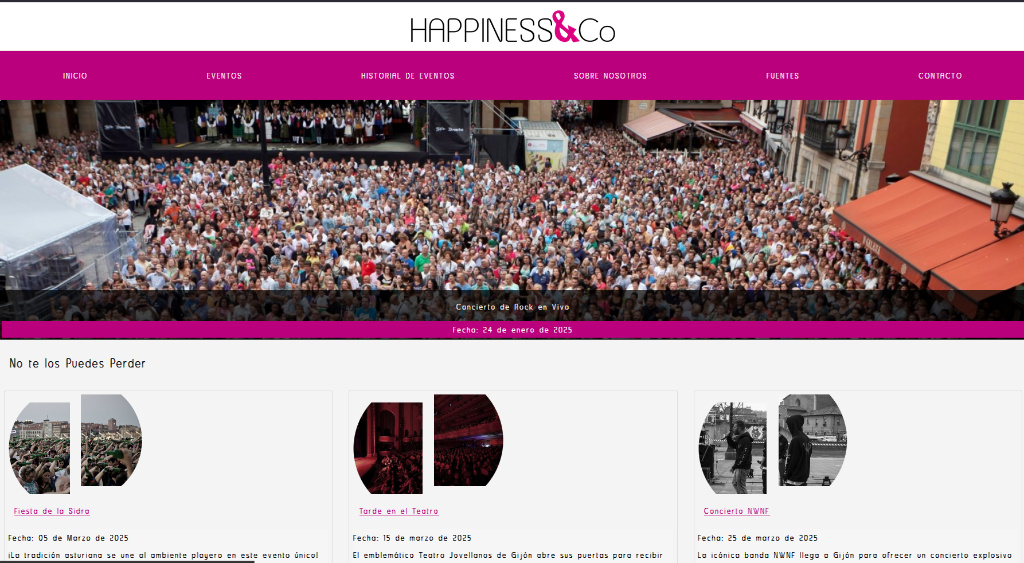 HAPPINESS&Co
INICIO
EVENTOS
HISTORIAL DE EVENTOS
SOBRE NOSOTROS
FUENTES
CONTACTO
Concierto de Rock en Vivo
Fecha: 24 de enero de 2025
No te los Puedes Perder
Fiesta de la Sidra
Fecha: 05 de Marzo de 2025
¡La tradición asturiana se une al ambiente playero en este evento único!
Tarde en el Teatro
Fecha: 15 de marzo de 2025
El emblemático Teatro Jovellanos de Gijón abre sus puertas para recibir
Concierto NWNF
Fecha: 25 de marzo de 2025
La icónica banda NWNF llega a Gijón para ofrecer un concierto explosivo